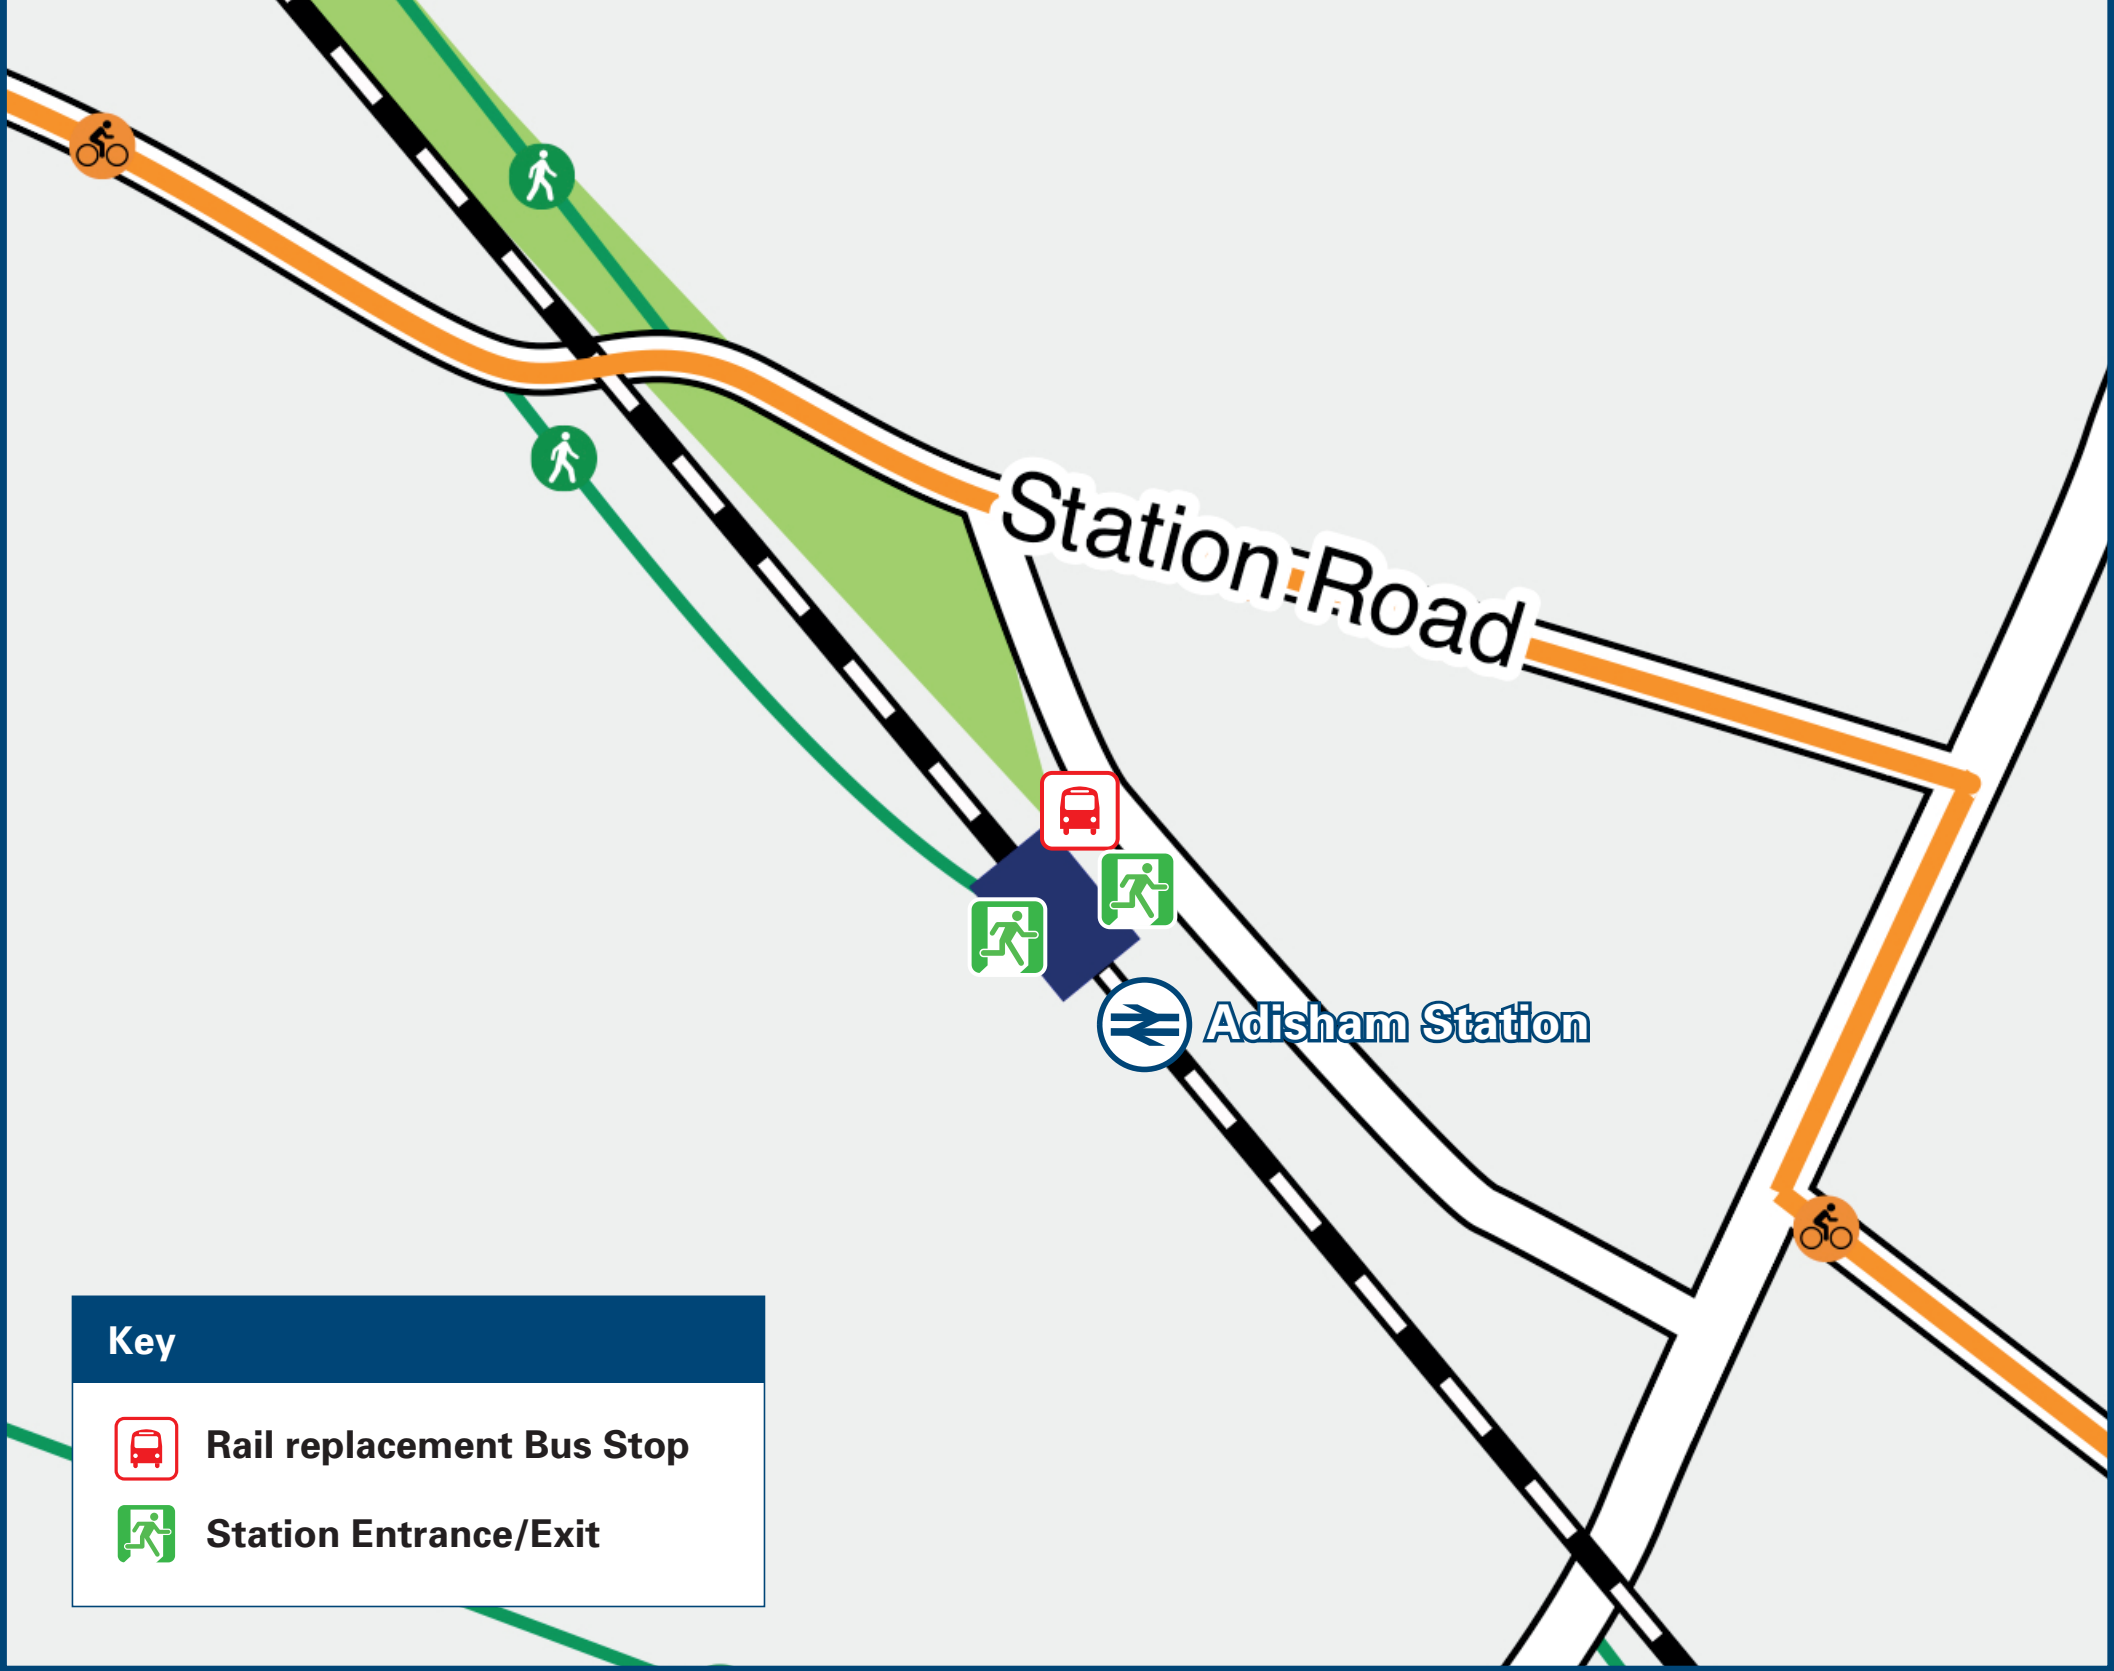 Station Road
Adisham Station
Key
Rail replacement Bus Stop
Station Entrance/Exit